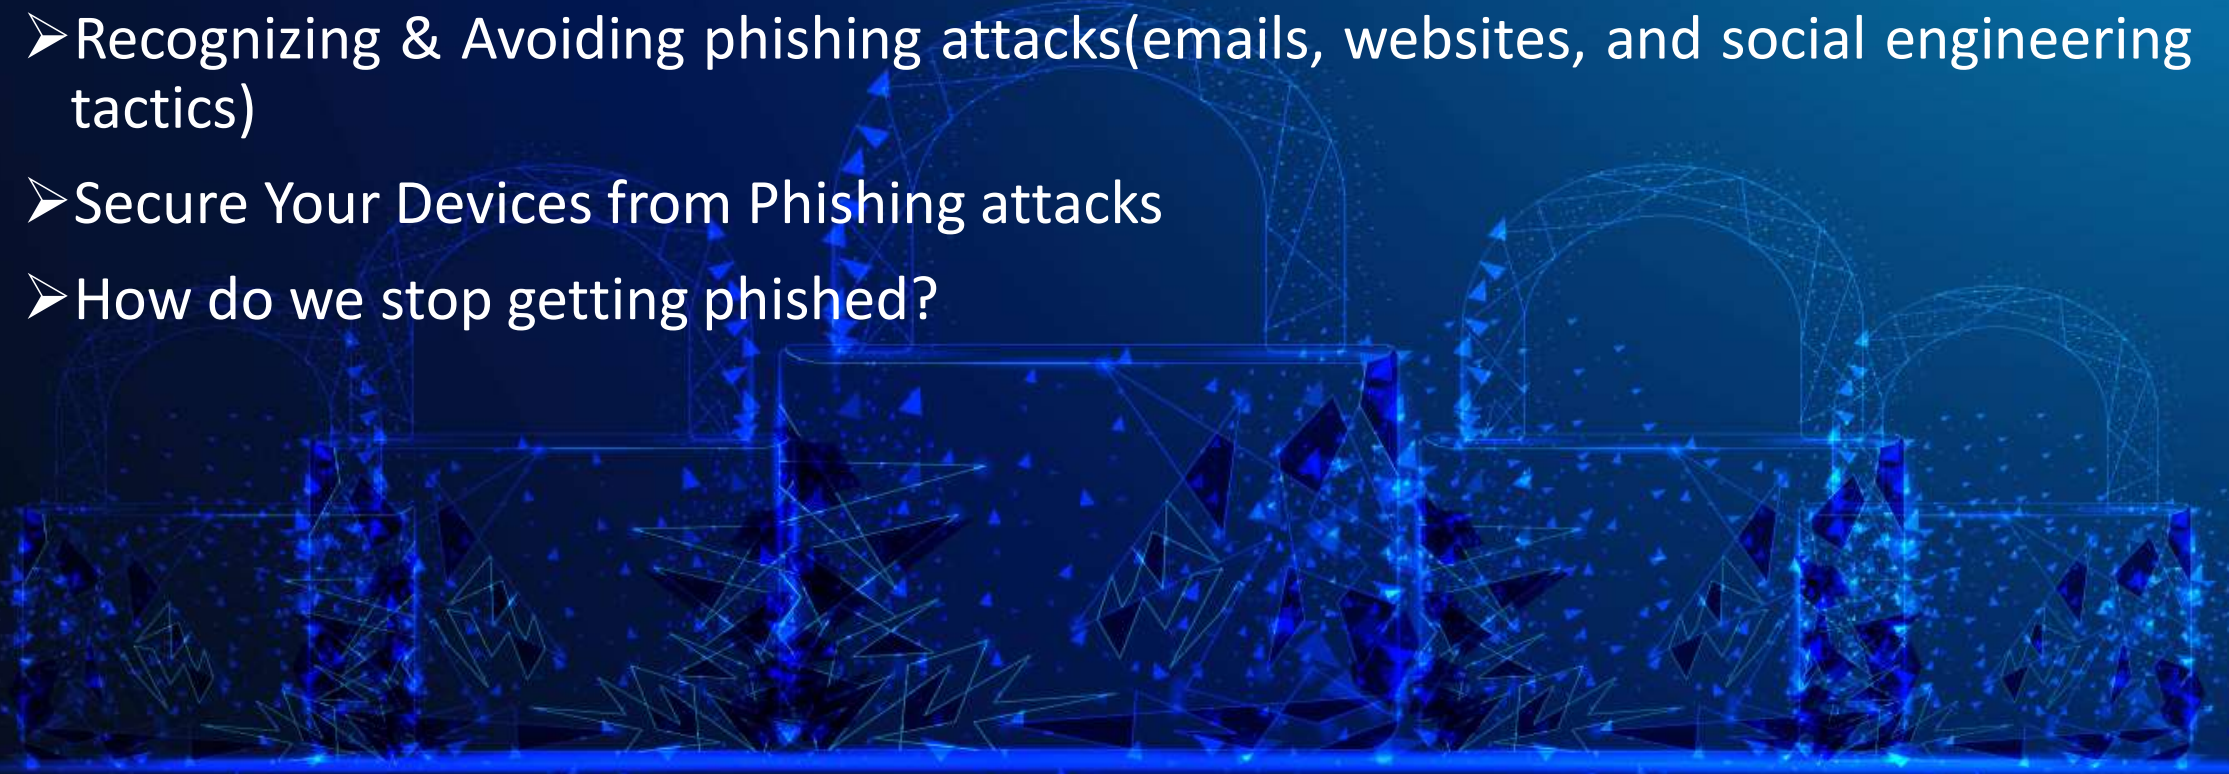 ➢Recognizing & Avoiding phishing attacks(emails, websites, and social engineering
tactics)
➢Secure Your Devices from Phishing attacks
➢How do we stop getting phished?